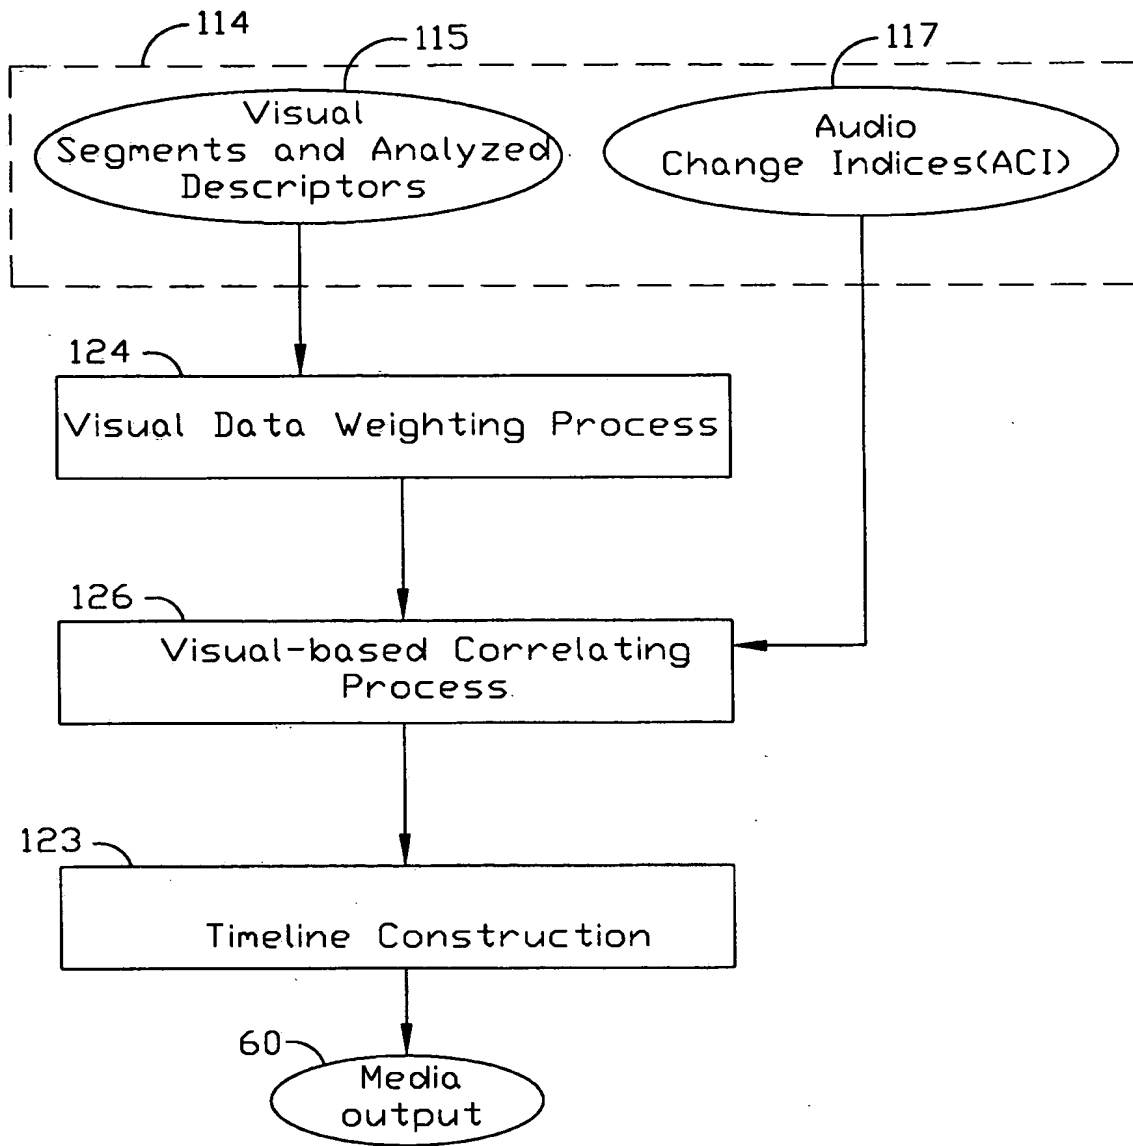 114
115
117
Visual
Segments and Analyzed
Descriptors
Audio
Change Indices(ACI)
124
Visual Data Weighting Process
126
Visual-based Correlating
Process
123
Timeline Construction
60
Media
output